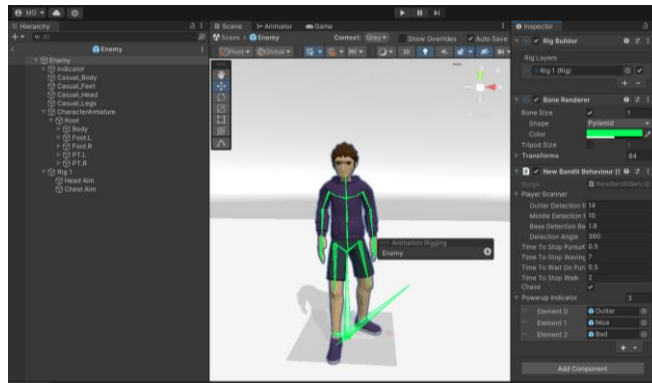 MO
Hierarchy
All
Enemy
Enemy
Indicator
Casual_Body
Casual_Feet
Casual_Head
Casual_Legs
CharacterArmature
Root
Body
Foot.L
Foot.R
PT.L
PT.R
Rig 1
Head Aim
Chest Aim
Scene
Animator
Game
Scene
Enemy
Context:
Gray
Show Overrides
Auto Save
Pivot
Global
Animation Rigging
Enemy
Inspector
Rig Builder
Rig Layers
Rig 1 (Rig)
Bone Renderer
Bone Size 1
Shape Pyramid
Color
Tripod Size 1
Transforms 64
New Bandit Behaviour (
Script
Player Scanner
Outter Detection 14
Middle Detection 10
Base Detection Ra 1.6
Detection Angle 360
Time To Stop Pursuit 0.5
Time To Stop Waving 7
Time To Wait On Pur 0.5
Time To Stop Walk 2
Chase
Powerup Indicator 3
Element 0 Outter
Element 1 Nice
Element 2 Bad
Add Component